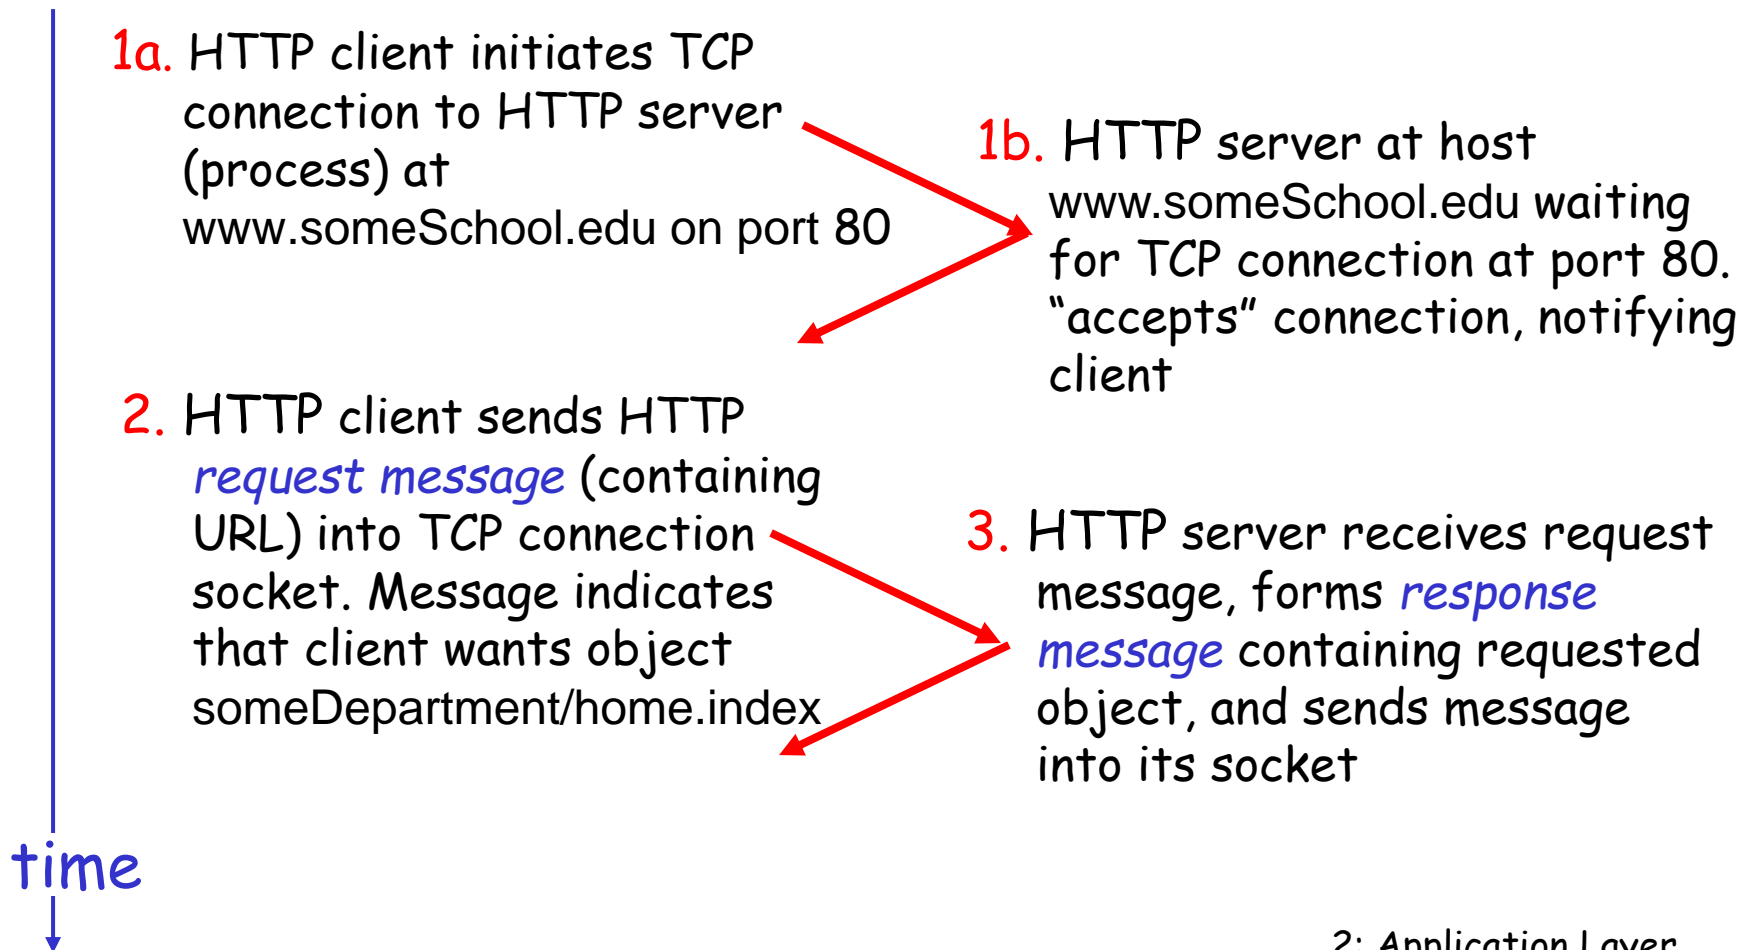 1a. HTTP client initiates TCP
connection to HTTP server
(process) at
www.someSchool.edu on port 80
1b. HTTP server at host
www.someSchool.edu waiting
for TCP connection at port 80.
“accepts” connection, notifying
client
2. HTTP client sends HTTP
request message (containing
URL) into TCP connection
socket. Message indicates
that client wants object
someDepartment/home.index
3. HTTP server receives request
message, forms response
message containing requested
object, and sends message
into its socket
time
2: Application Layer